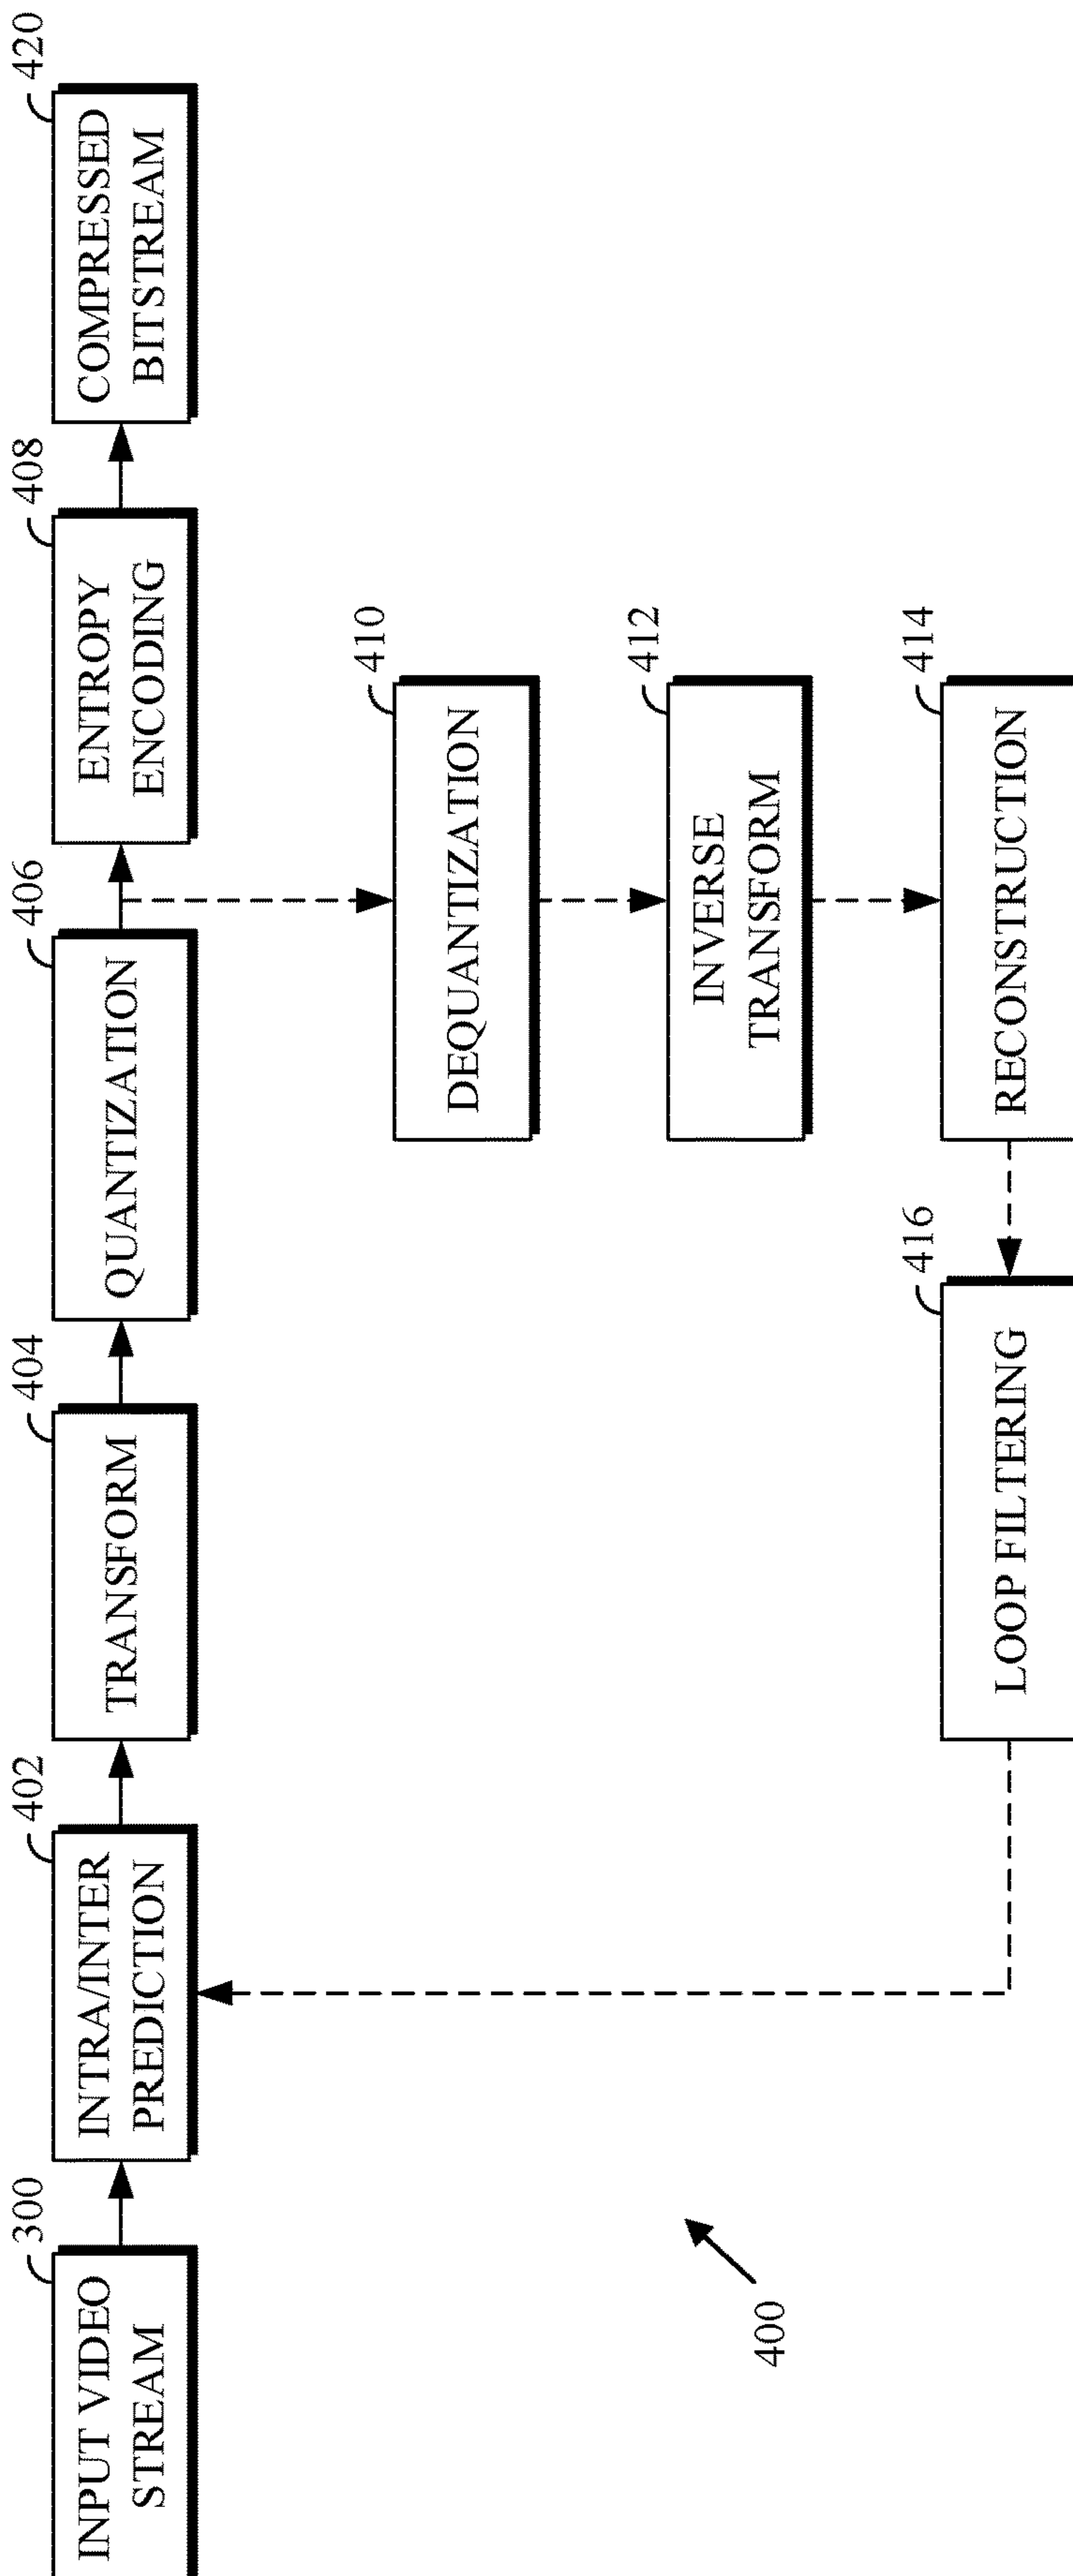 300
INPUT VIDEO
STREAM
402
INTRA/INTER
PREDICTION
404
TRANSFORM
406
QUANTIZATION
408
ENTROPY
ENCODING
420
COMPRESSED
BITSTREAM
410
DEQUANTIZATION
412
INVERSE
TRANSFORM
414
RECONSTRUCTION
416
LOOP FILTERING
400